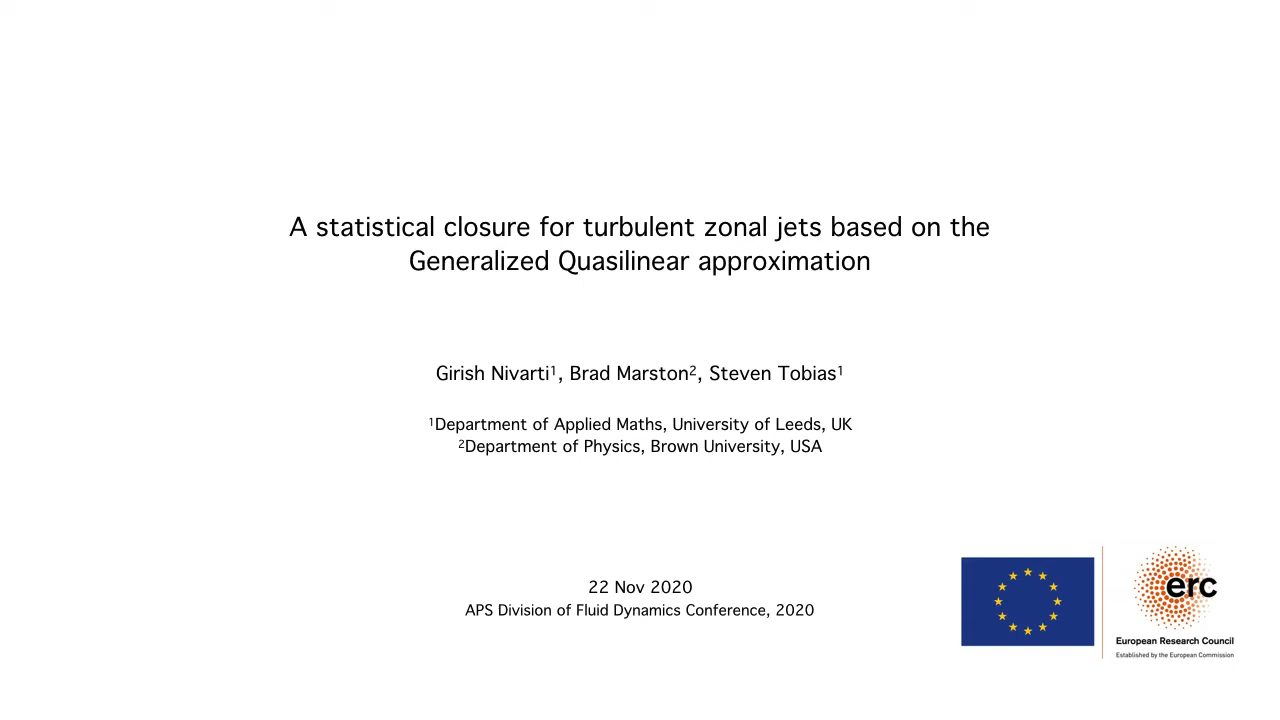 A statistical closure for turbulent zonal jets based on the
Generalized Quasilinear approximation
Girish Nivarti¹, Brad Marston², Steven Tobias¹
¹Department of Applied Maths, University of Leeds, UK
²Department of Physics, Brown University, USA
22 Nov 2020
APS Division of Fluid Dynamics Conference, 2020
erc
European Research Council
Established by the European Commission